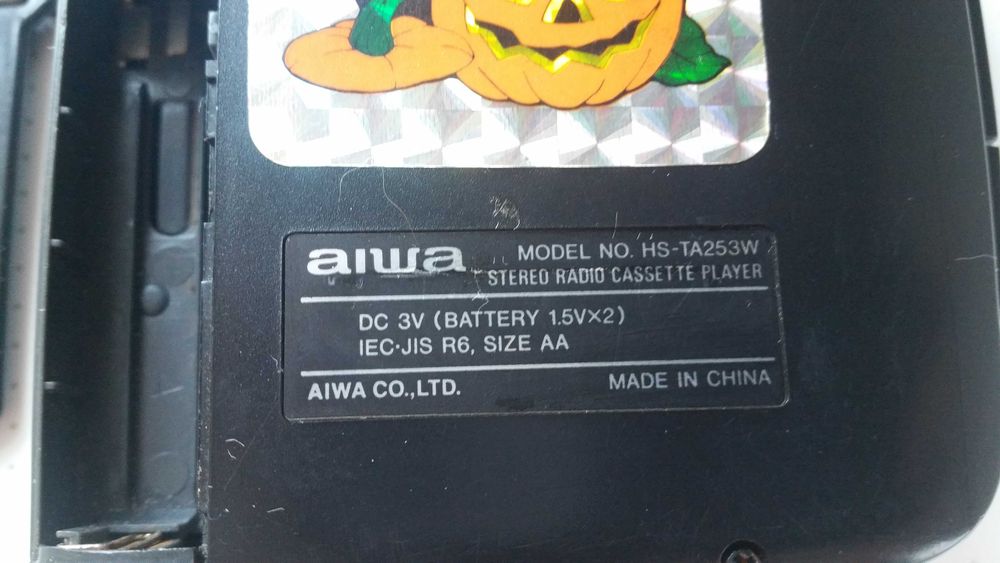 aiwa MODEL NO. HS-TA253W
STEREO RADIO CASSETTE PLAYER
DC 3V (BATTERY 1.5V×2)
IEC·JIS R6, SIZE AA
AIWA CO.,LTD. MADE IN CHINA